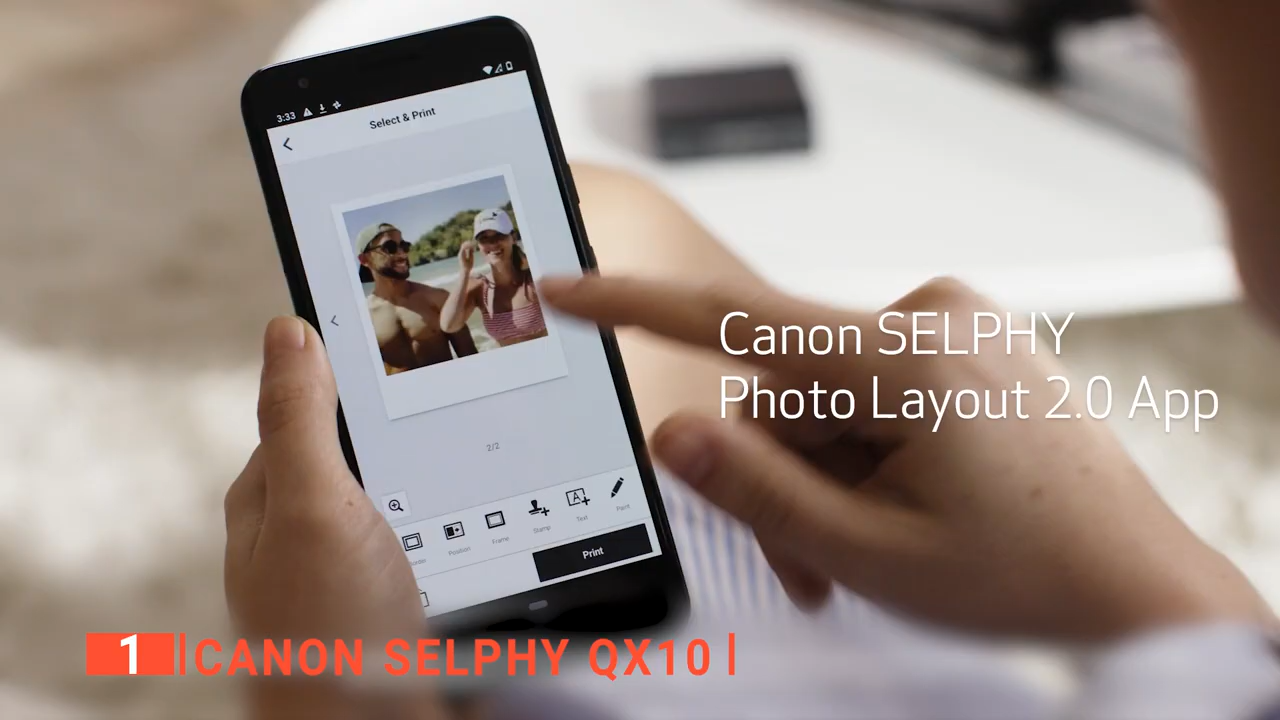 3:33
Select & Print
Canon SELPHY
Photo Layout 2.0 App
2/2
Position
Frame
Stamp
Text
Paint
Print
1 CANON SELPHY QX10